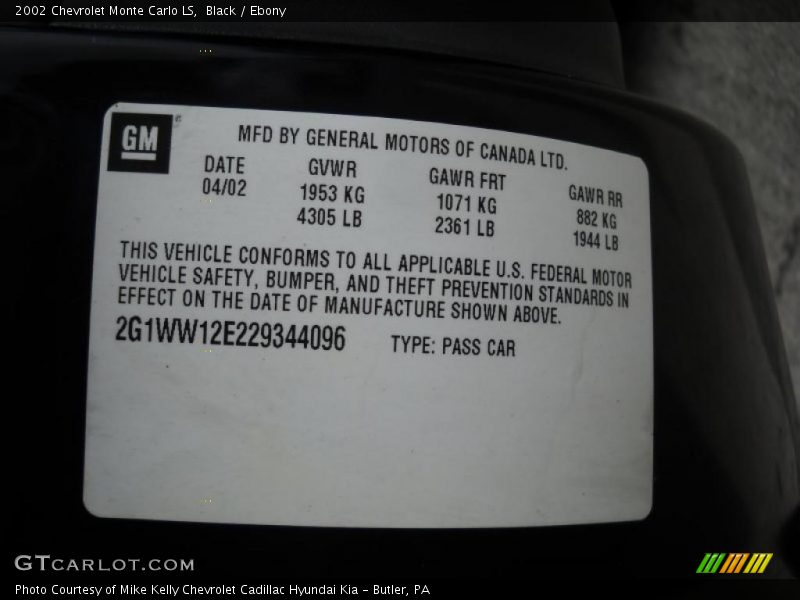 2002 Chevrolet Monte Carlo LS, Black / Ebony
GM
MFD BY GENERAL MOTORS OF CANADA LTD.
DATE GVWR GAWR FRT GAWR RR
04/02 1953 KG 1071 KG 882 KG
4305 LB 2361 LB 1944 LB
THIS VEHICLE CONFORMS TO ALL APPLICABLE U.S. FEDERAL MOTOR
VEHICLE SAFETY, BUMPER, AND THEFT PREVENTION STANDARDS IN
EFFECT ON THE DATE OF MANUFACTURE SHOWN ABOVE.
2G1WW12E229344096 TYPE: PASS CAR
GTCARLOT.COM
Photo Courtesy of Mike Kelly Chevrolet Cadillac Hyundai Kia - Butler, PA